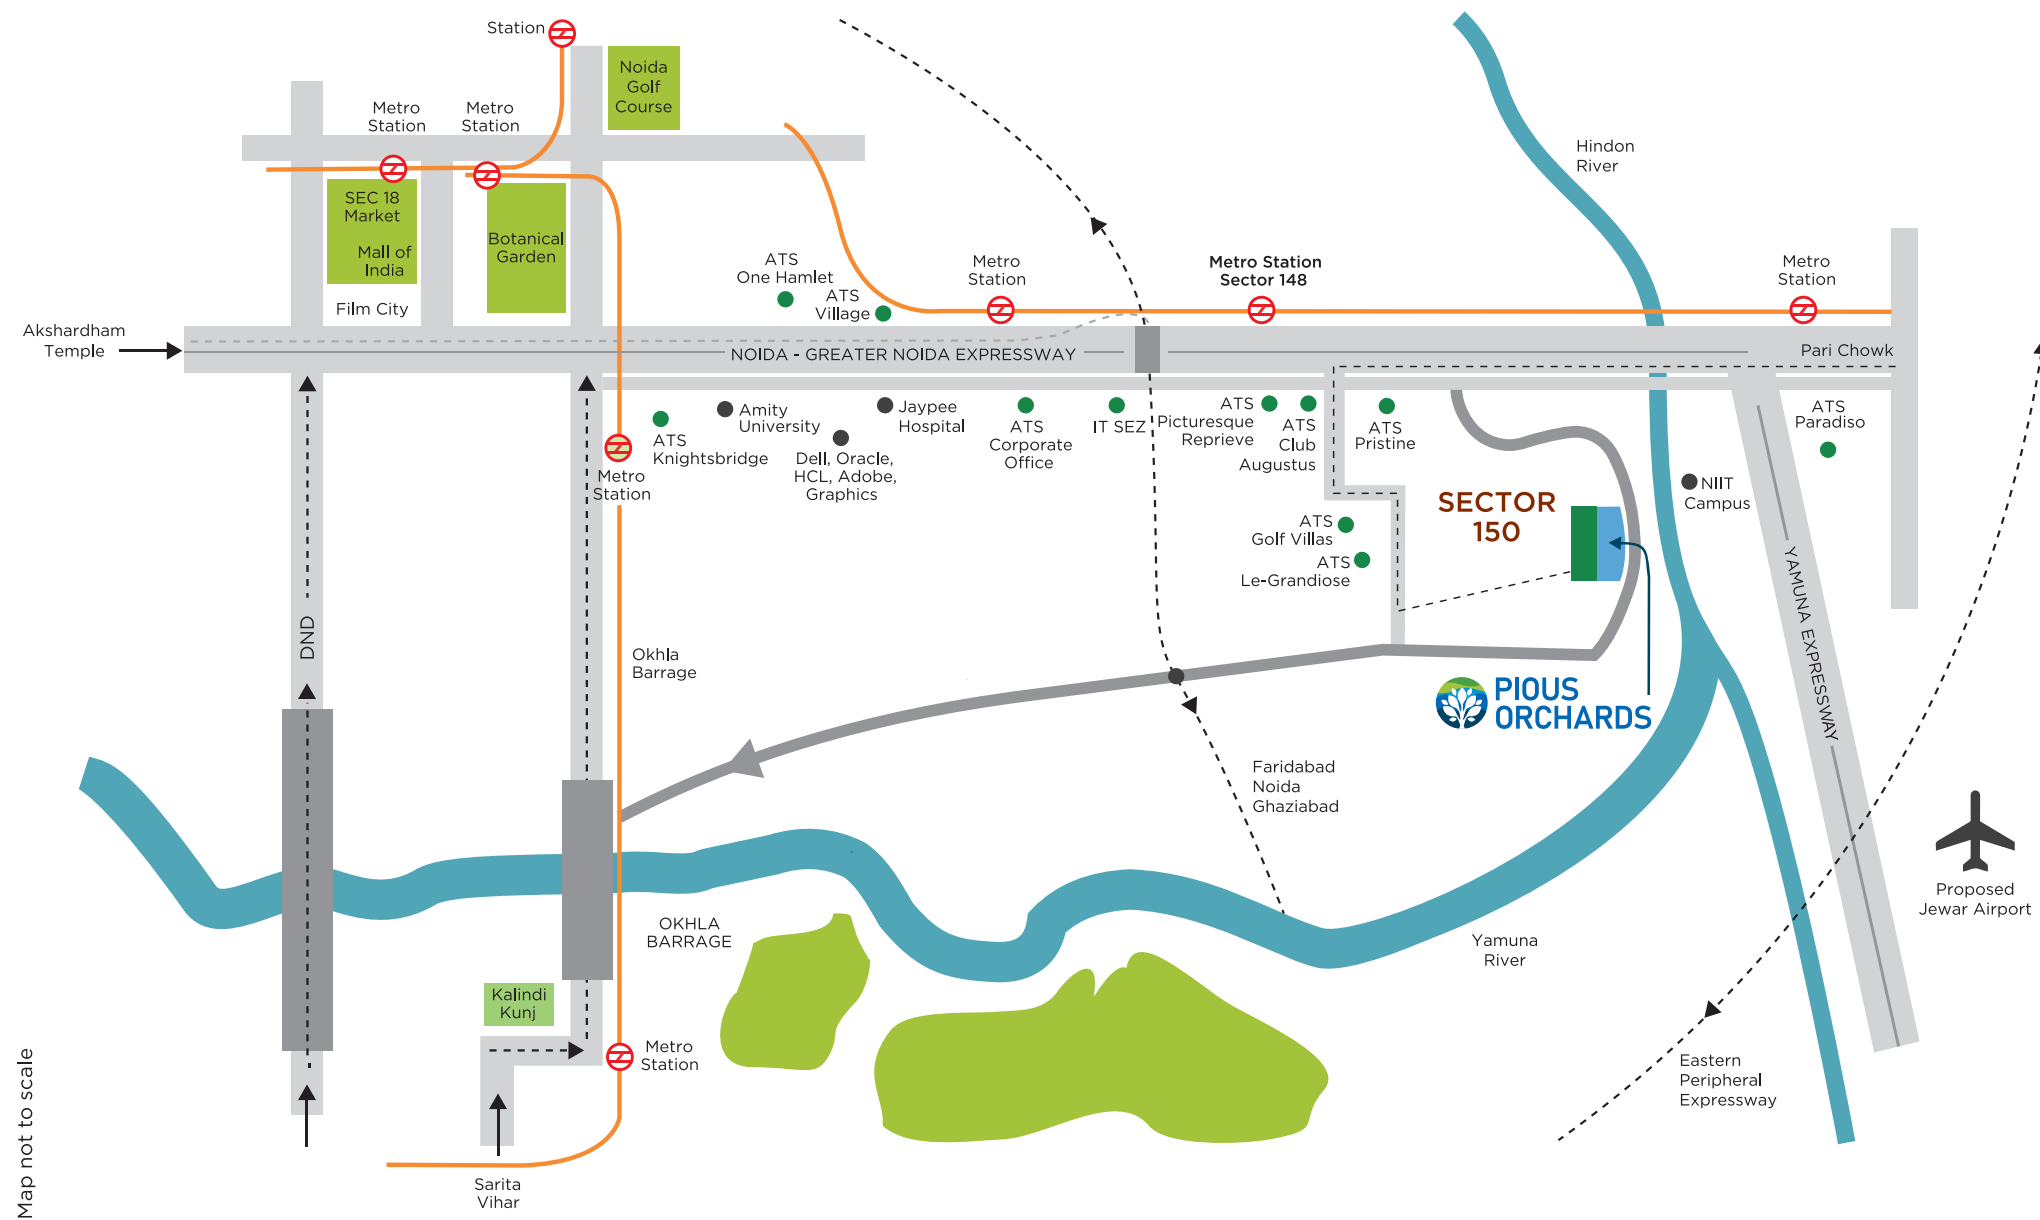 Station
Noida
Golf
Course
Metro
Station
Metro
Station
SEC 18
Market
Mall of
India
Botanical
Garden
Film City
Akshardham
Temple
ATS
One Hamlet
ATS
Village
Metro
Station
Metro Station
Sector 148
Hindon
River
Metro
Station
NOIDA - GREATER NOIDA EXPRESSWAY
Pari Chowk
ATS
Knightsbridge
Amity
University
Dell, Oracle,
HCL, Adobe,
Graphics
Jaypee
Hospital
ATS
Corporate
Office
IT SEZ
ATS
Picturesque
Reprieve
ATS
Club
Augustus
ATS
Pristine
ATS
Paradiso
Metro
Station
NIIT
Campus
SECTOR
150
ATS
Golf Villas
ATS
Le-Grandiose
DND
Okhla
Barrage
YAMUNA EXPRESSWAY
PIOUS
ORCHARDS
Faridabad
Noida
Ghaziabad
Proposed
Jewar Airport
OKHLA
BARRAGE
Yamuna
River
Kalindi
Kunj
Metro
Station
Eastern
Peripheral
Expressway
Sarita
Vihar
Map not to scale